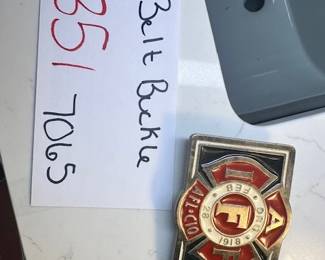 Belt Buckle
351 7065
I A F F
AFL-CIO
ORG. FEB 28 1918